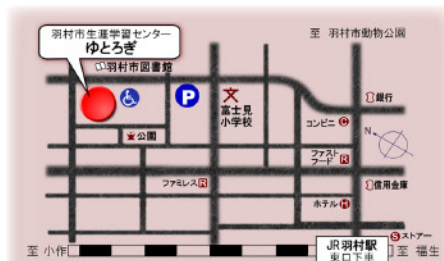 羽村市生涯学習センター
ゆとろぎ
至 羽村市動物公園
羽村市図書館
P
文
富士見
小学校
銀行
コンビニ C
公園
N
ファスト
フード R
ファミレス R
信用金庫
ホテル H
S ストアー
JR羽村駅
東口下車
至 小作
至 福生